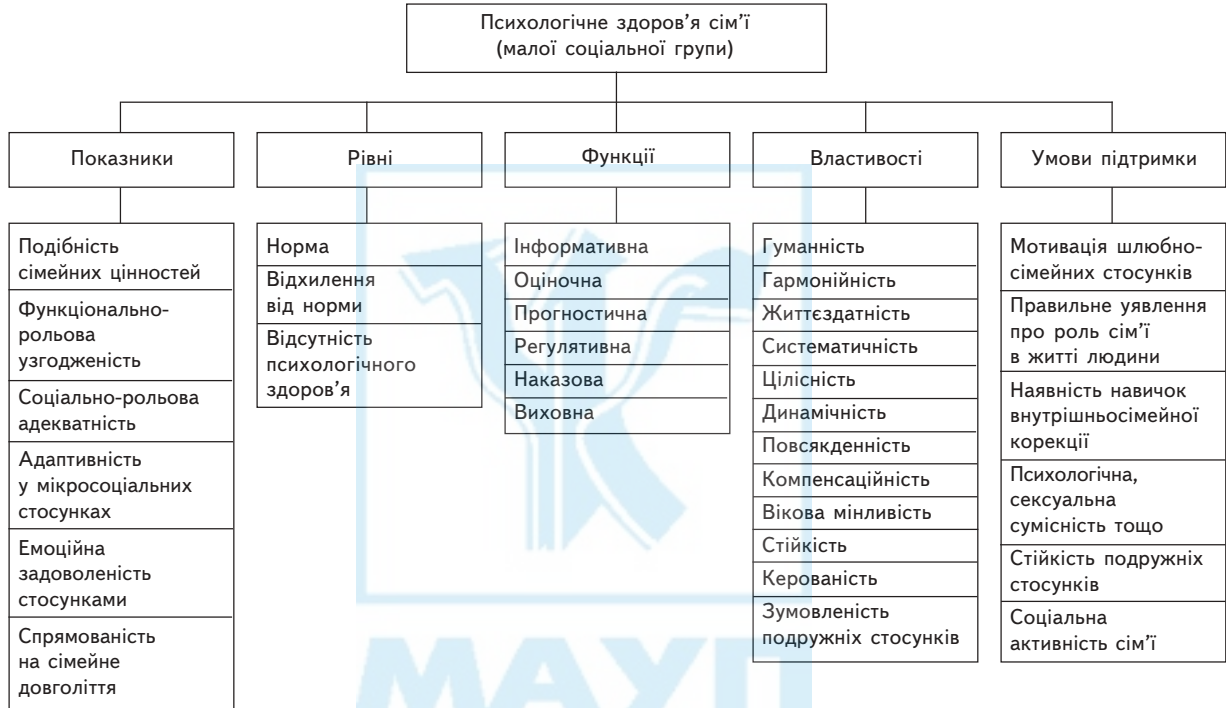 Психологічне здоров’я сім’ї
(малої соціальної групи)
Показники
Рівні
Функції
Властивості
Умови підтримки
Подібність
сімейних цінностей
Функціонально-
рольова
узгодженість
Соціально-рольова
адекватність
Адаптивність
у мікросоціальних
стосунках
Емоційна
задоволеність
стосунками
Спрямованість
на сімейне
довголіття
Норма
Відхилення
від норми
Відсутність
психологічного
здоров’я
Інформативна
Оціночна
Прогностична
Регулятивна
Наказова
Виховна
Гуманність
Гармонійність
Життєздатність
Систематичність
Цілісність
Динамічність
Повсякденність
Компенсаційність
Вікова мінливість
Стійкість
Керованість
Зумовленість
подружніх стосунків
Мотивація шлюбно-
сімейних стосунків
Правильне уявлення
про роль сім’ї
в житті людини
Наявність навичок
внутрішньосімейної
корекції
Психологічна,
сексуальна
сумісність тощо
Стійкість подружніх
стосунків
Соціальна
активність сім’ї
МАУП